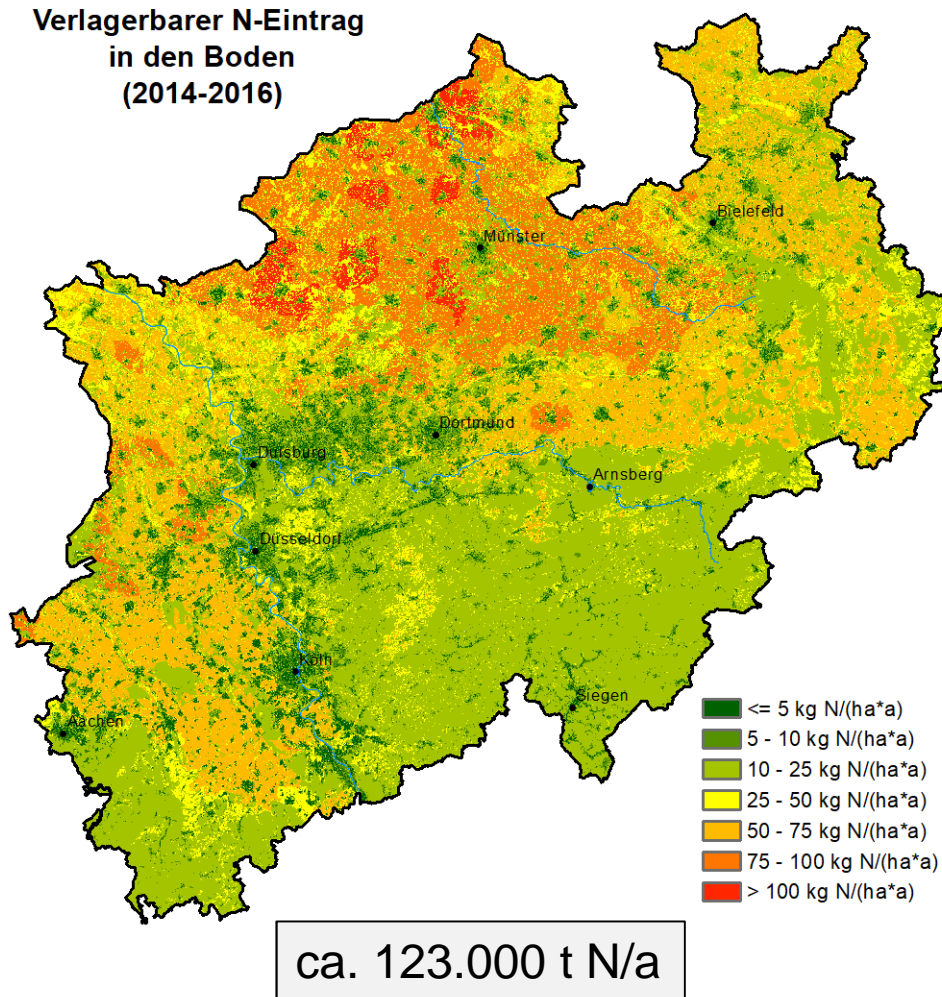 Verlagerbarer N-Eintrag
in den Boden
(2014-2016)
Bielefeld
Münster
Dortmund
Duisburg
Arnsberg
Düsseldorf
Köln
Siegen
Aachen
<= 5 kg N/(ha*a)
5 - 10 kg N/(ha*a)
10 - 25 kg N/(ha*a)
25 - 50 kg N/(ha*a)
50 - 75 kg N/(ha*a)
75 - 100 kg N/(ha*a)
> 100 kg N/(ha*a)
ca. 123.000 t N/a